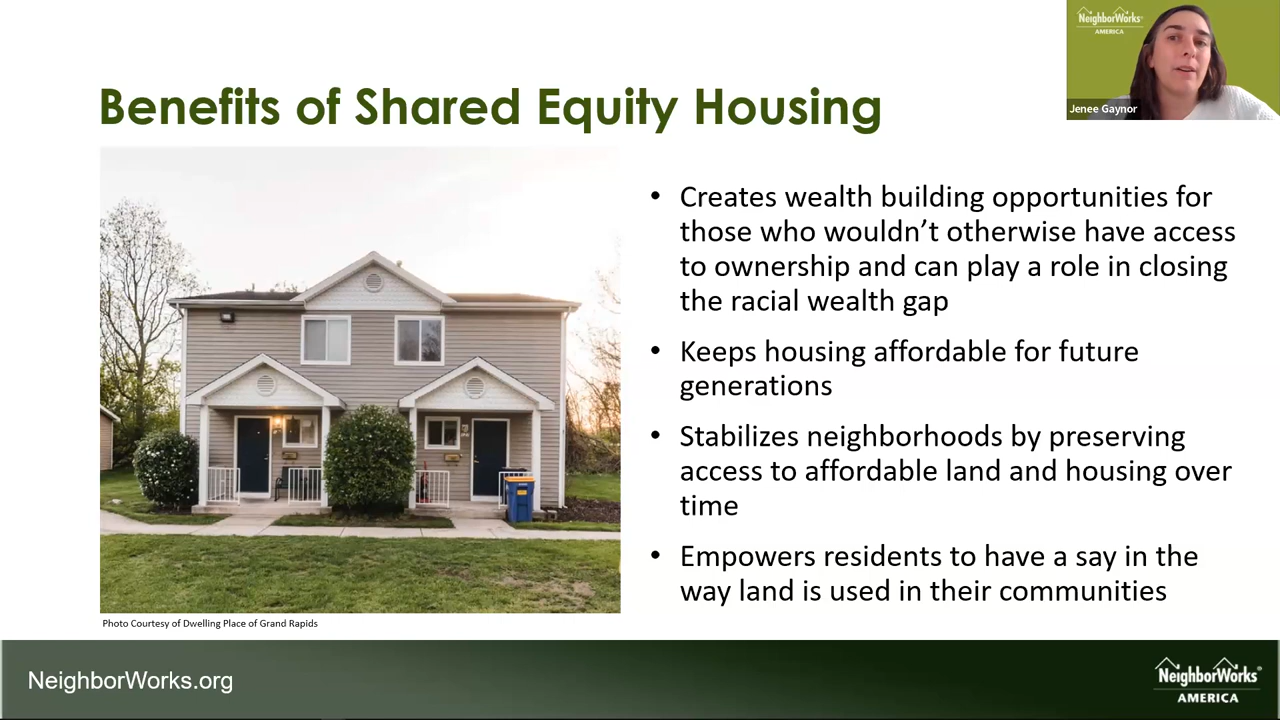 NeighborWorks®
AMERICA
Jenee Gaynor
Benefits of Shared Equity Housing
• Creates wealth building opportunities for
those who wouldn’t otherwise have access
to ownership and can play a role in closing
the racial wealth gap
• Keeps housing affordable for future
generations
• Stabilizes neighborhoods by preserving
access to affordable land and housing over
time
• Empowers residents to have a say in the
way land is used in their communities
Photo Courtesy of Dwelling Place of Grand Rapids
NeighborWorks.org
NeighborWorks®
AMERICA